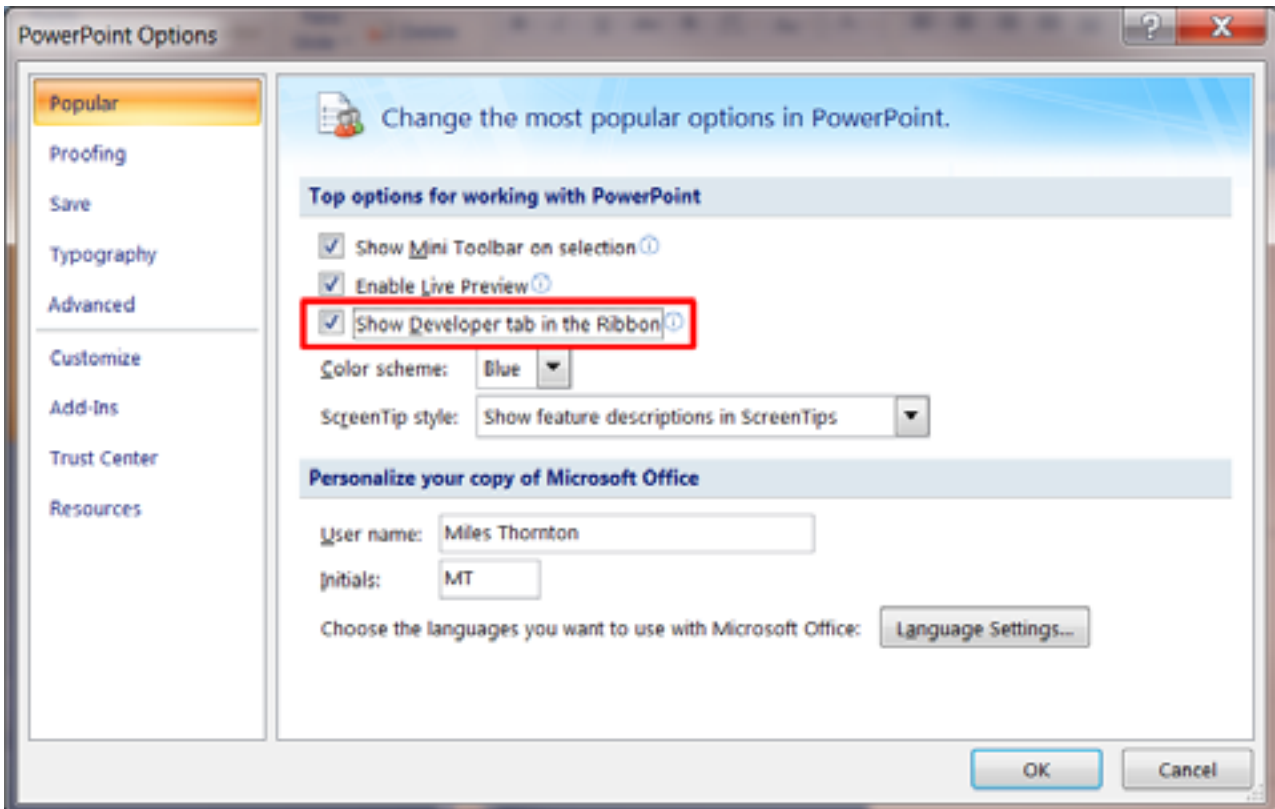 PowerPoint Options
?
X
Popular
Proofing
Save
Typography
Advanced
Customize
Add-Ins
Trust Center
Resources
Change the most popular options in PowerPoint.
Top options for working with PowerPoint
Show Mini Toolbar on selection
Enable Live Preview
Show Developer tab in the Ribbon
Color scheme: Blue
ScreenTip style: Show feature descriptions in ScreenTips
Personalize your copy of Microsoft Office
User name: Miles Thornton
Initials: MT
Choose the languages you want to use with Microsoft Office: Language Settings...
OK Cancel